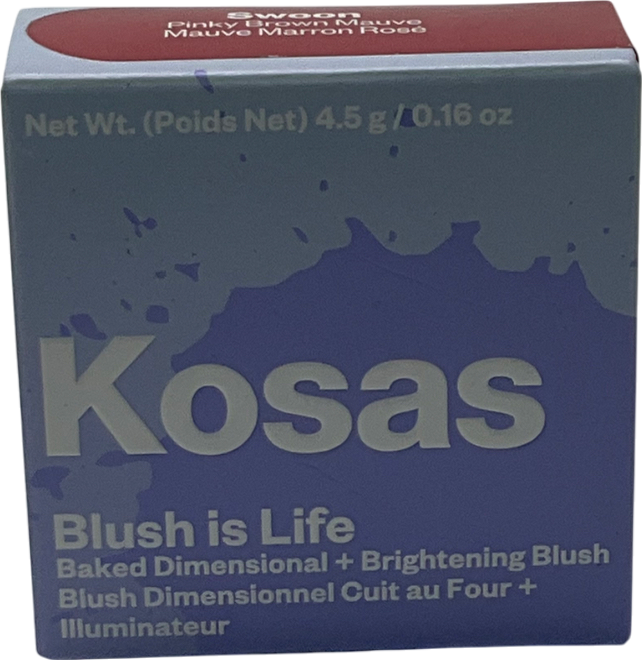 Swoon
Pinky Brown Mauve
Mauve Marron Rosé
Net Wt. (Poids Net) 4.5 g / 0.16 oz
Kosas
Blush is Life
Baked Dimensional + Brightening Blush
Blush Dimensionnel Cuit au Four +
Illuminateur